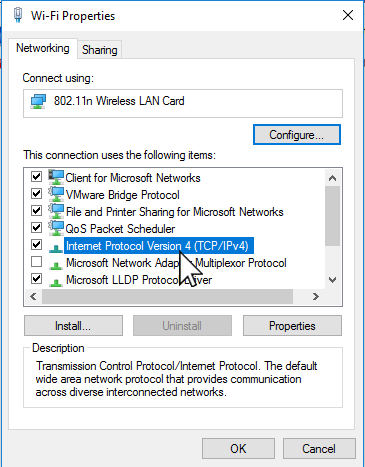 Wi-Fi Properties
Networking
Sharing
Connect using:
802.11n Wireless LAN Card
Configure...
This connection uses the following items:
Client for Microsoft Networks
VMware Bridge Protocol
File and Printer Sharing for Microsoft Networks
QoS Packet Scheduler
Internet Protocol Version 4 (TCP/IPv4)
Microsoft Network Multiplexor Protocol
Microsoft LLDP Protocol
Install...
Uninstall
Properties
Description
Transmission Control Protocol/Internet Protocol. The default
wide area network protocol that provides communication
across diverse interconnected networks.
OK
Cancel